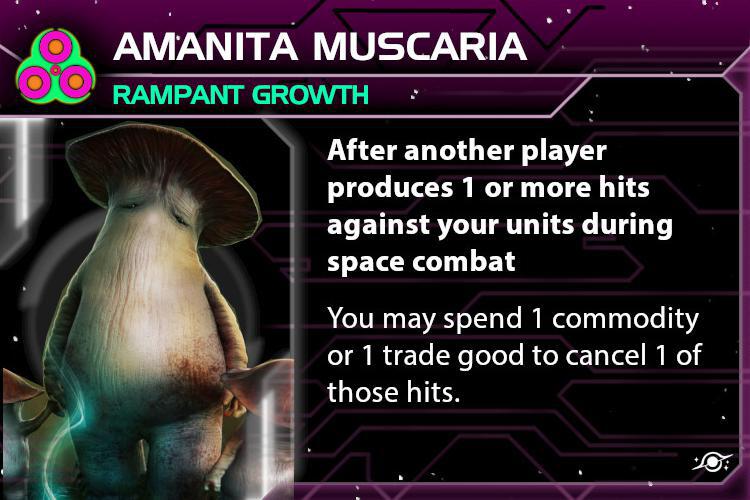 AMANITA MUSCARIA
RAMPANT GROWTH
After another player
produces 1 or more hits
against your units during
space combat
You may spend 1 commodity
or 1 trade good to cancel 1 of
those hits.